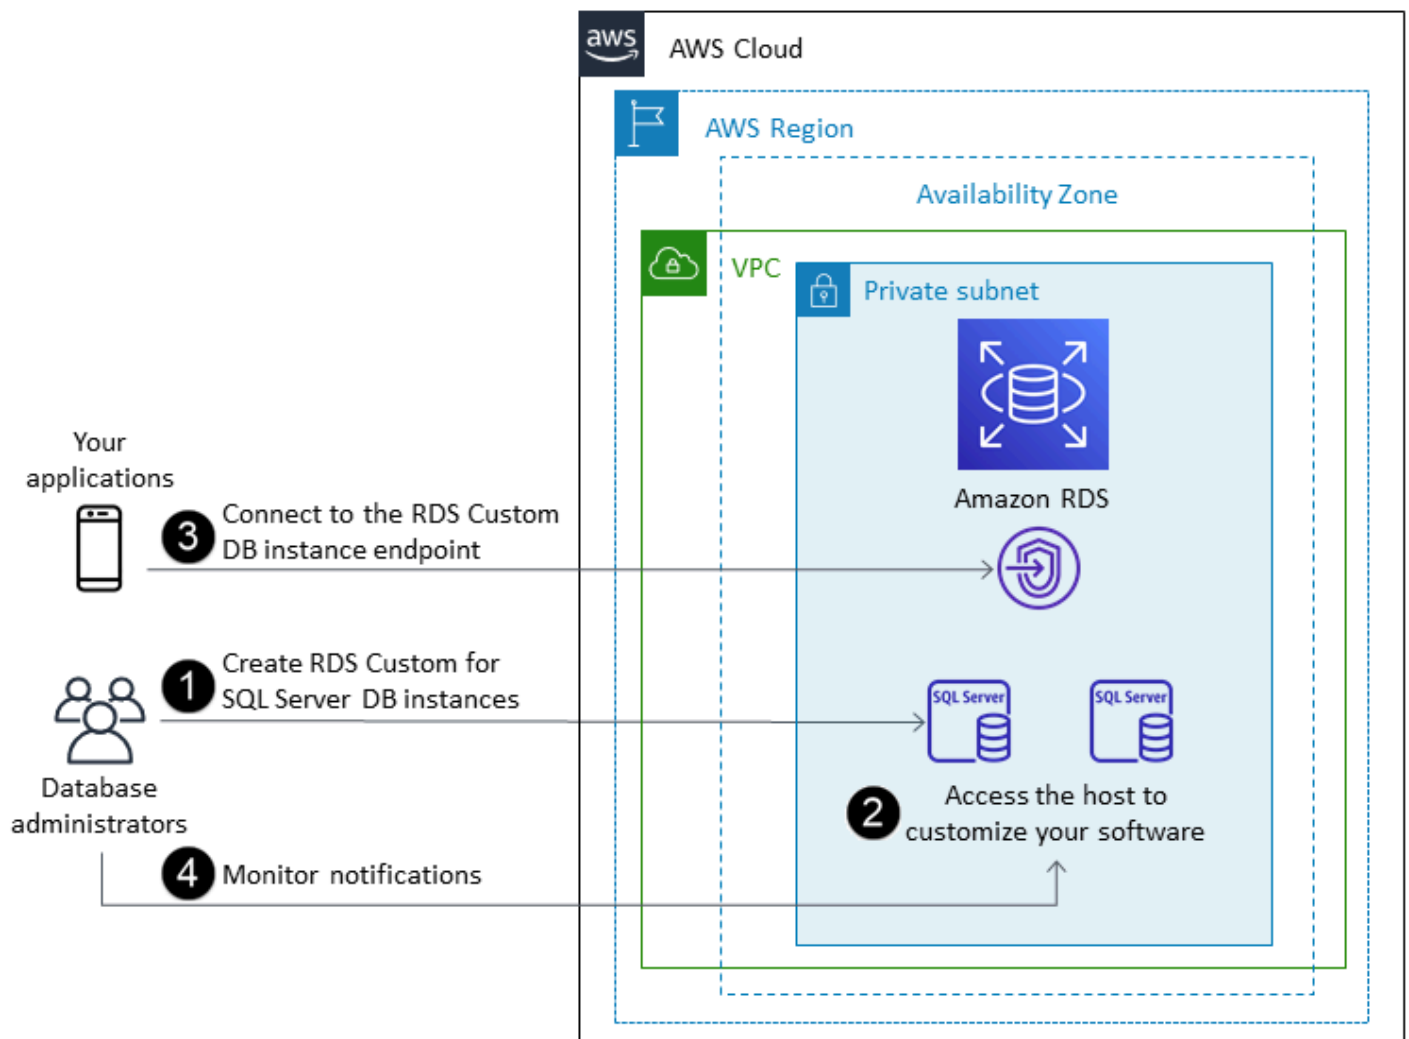 aws
AWS Cloud
AWS Region
Availability Zone
VPC
Private subnet
Amazon RDS
Your
applications
3
Connect to the RDS Custom
DB instance endpoint
1
Create RDS Custom for
SQL Server DB instances
SQL Server
SQL Server
Database
administrators
2
Access the host to
customize your software
4
Monitor notifications